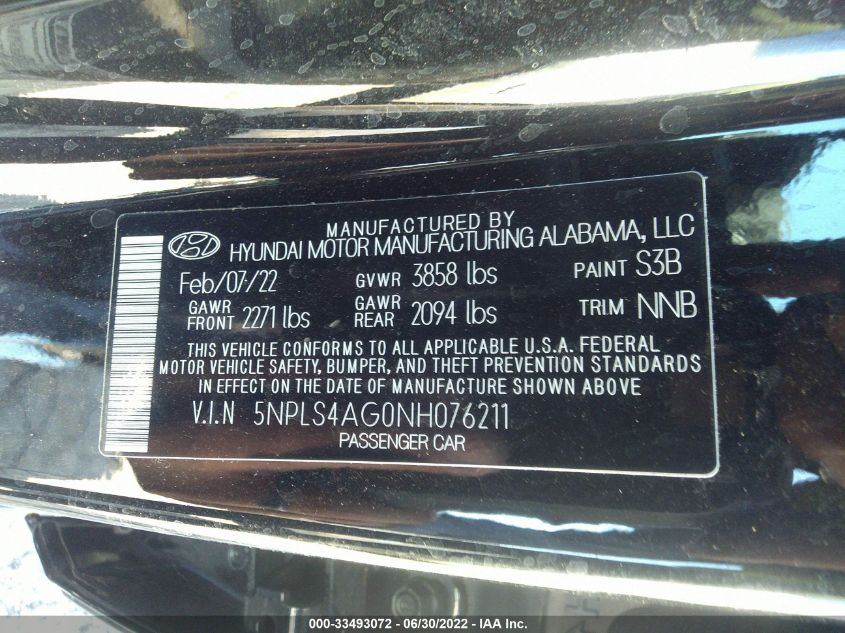 MANUFACTURED BY
HYUNDAI MOTOR MANUFACTURING ALABAMA, LLC
Feb/07/22 GVWR 3858 lbs PAINT S3B
GAWR FRONT 2271 lbs GAWR REAR 2094 lbs TRIM NNB
THIS VEHICLE CONFORMS TO ALL APPLICABLE U.S.A. FEDERAL
MOTOR VEHICLE SAFETY, BUMPER, AND THEFT PREVENTION STANDARDS
IN EFFECT ON THE DATE OF MANUFACTURE SHOWN ABOVE
V.I.N 5NPLS4AG0NH076211
PASSENGER CAR
000-33493072 - 06/30/2022 - IAA Inc.